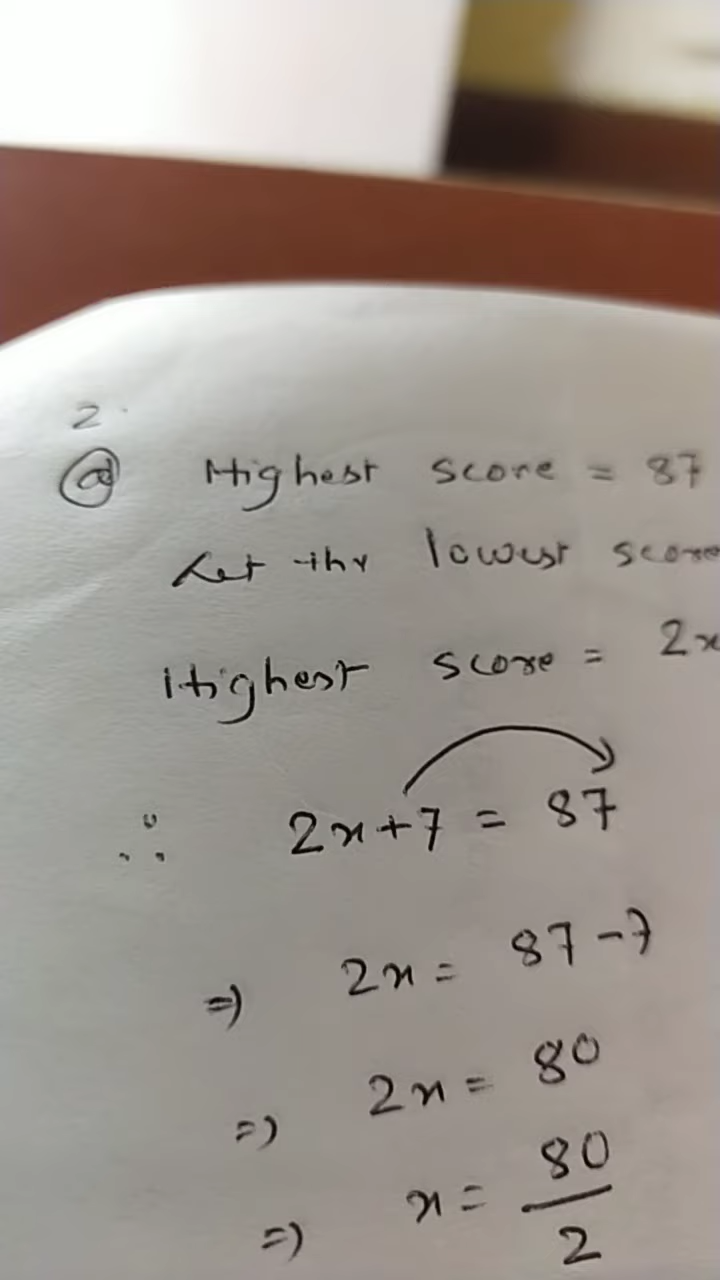 2.
(a) Highest score = 87
Let the lowest score
Highest score = 2x
∴ 2x+7 = 87
=) 2x = 87-7
=) 2x = 80
=) x = 80/2